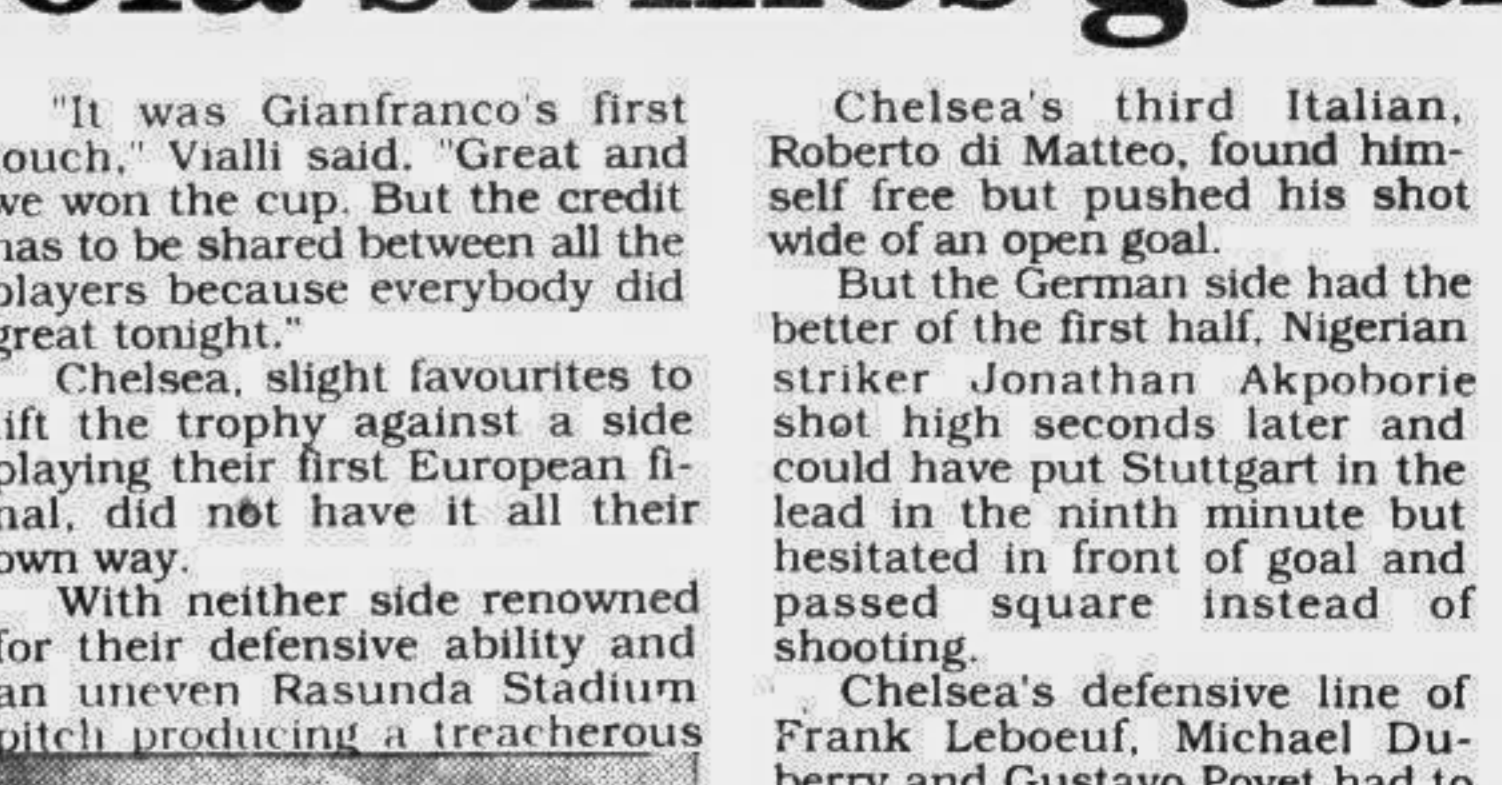 "It was Gianfranco's first
ouch," Vialli said. "Great and
we won the cup. But the credit
has to be shared between all the
players because everybody did
great tonight."
Chelsea, slight favourites to
lift the trophy against a side
playing their first European fi-
nal, did not have it all their
own way.
With neither side renowned
for their defensive ability and
an uneven Rasunda Stadium
pitch producing a treacherous
Chelsea's third Italian,
Roberto di Matteo, found him-
self free but pushed his shot
wide of an open goal.
But the German side had the
better of the first half, Nigerian
striker Jonathan Akpoborie
shot high seconds later and
could have put Stuttgart in the
lead in the ninth minute but
hesitated in front of goal and
passed square instead of
shooting.
Chelsea's defensive line of
Frank Leboeuf, Michael Du-
berry and Gustavo Poyet had to